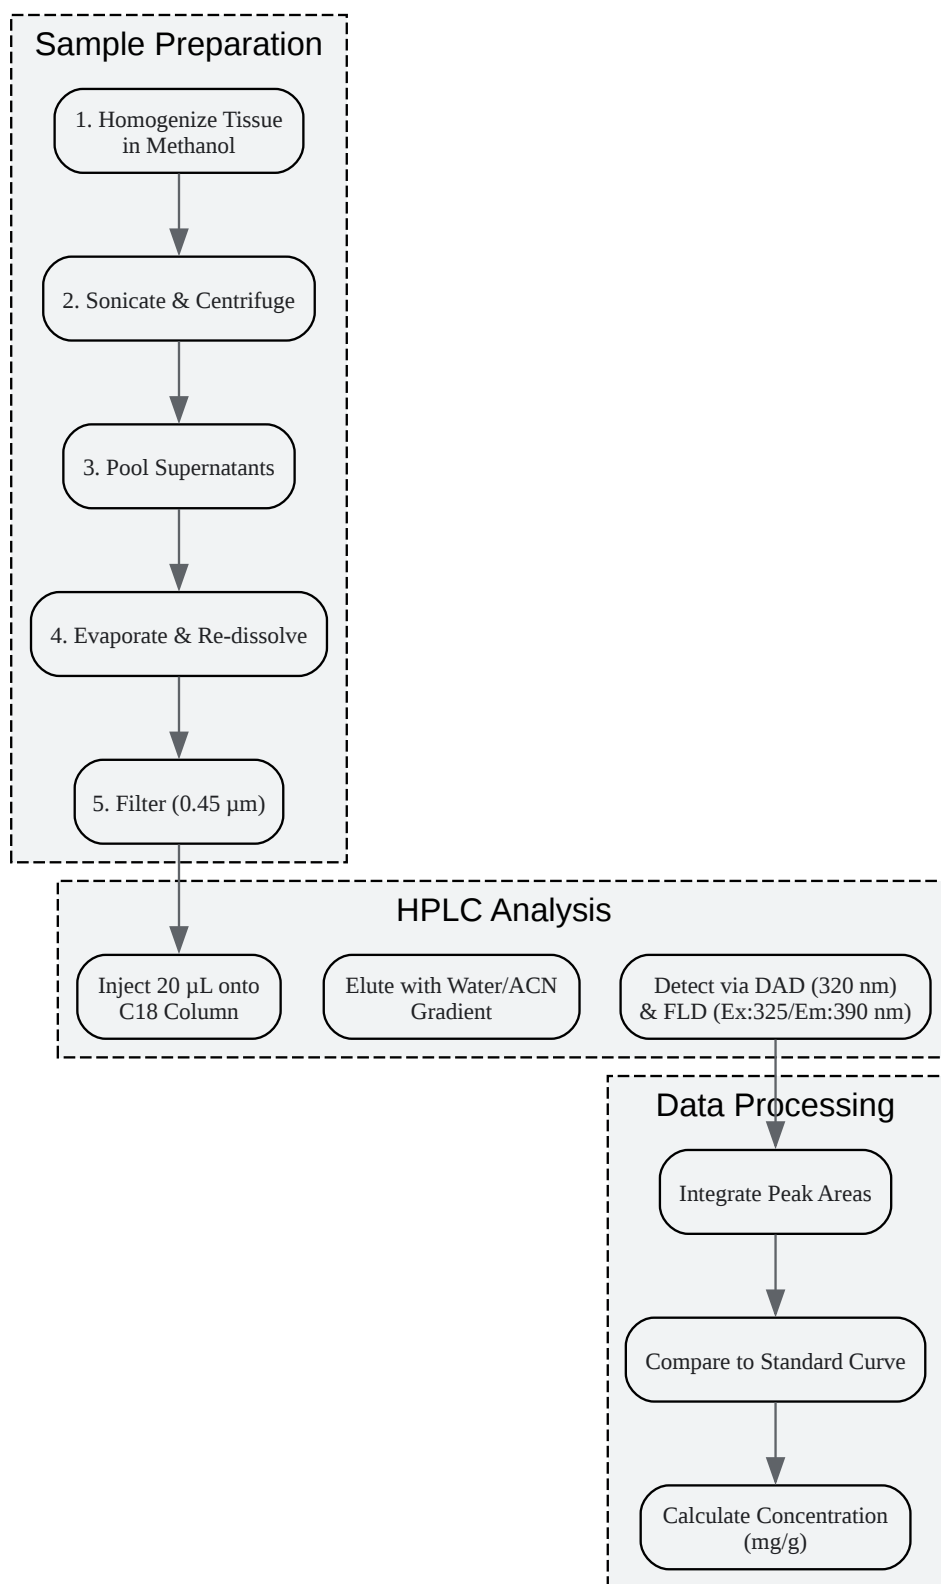 Sample Preparation
1. Homogenize Tissue
in Methanol
2. Sonicate & Centrifuge
3. Pool Supernatants
4. Evaporate & Re-dissolve
5. Filter (0.45 µm)
HPLC Analysis
Inject 20 µL onto
C18 Column
Elute with Water/ACN
Gradient
Detect via DAD (320 nm)
& FLD (Ex:325/Em:390 nm)
Data Processing
Integrate Peak Areas
Compare to Standard Curve
Calculate Concentration
(mg/g)